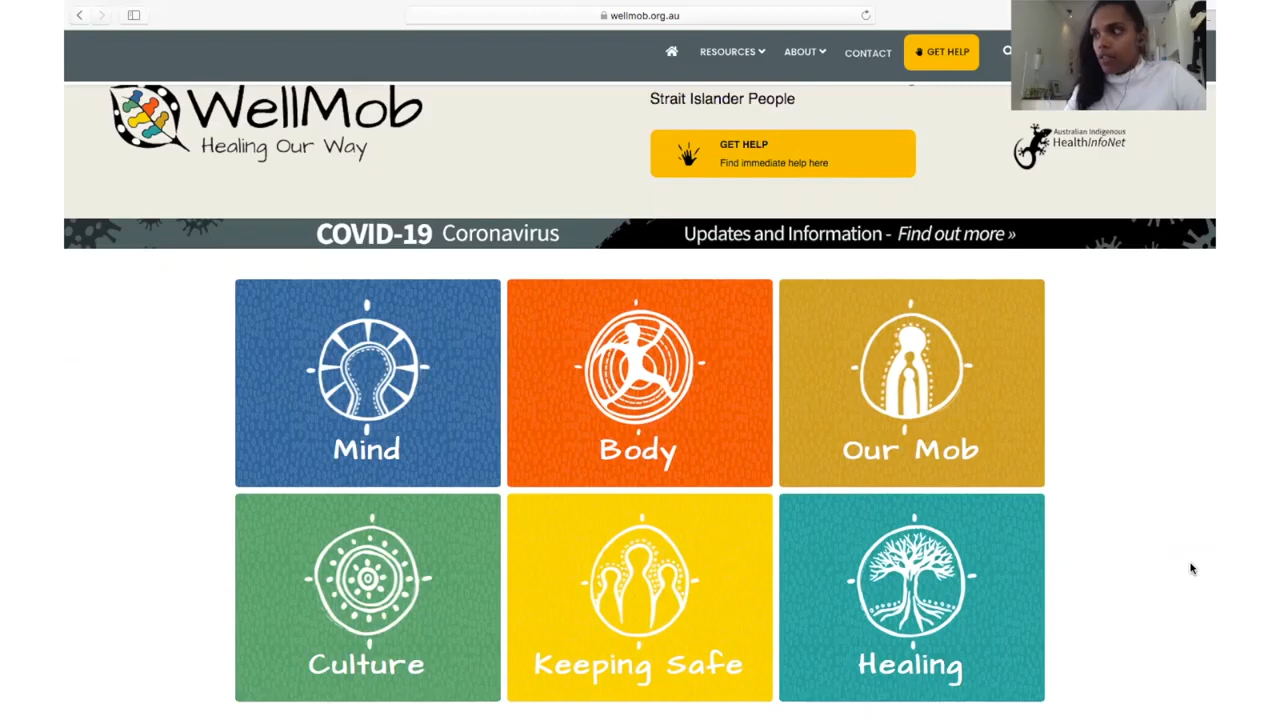 wellmob.org.au
RESOURCES ABOUT CONTACT GET HELP
WellMob
Healing Our Way
Strait Islander People
GET HELP
Find immediate help here
Australian Indigenous
HealthInfoNet
COVID-19 Coronavirus
Updates and Information - Find out more »
Mind
Body
Our Mob
Culture
Keeping Safe
Healing